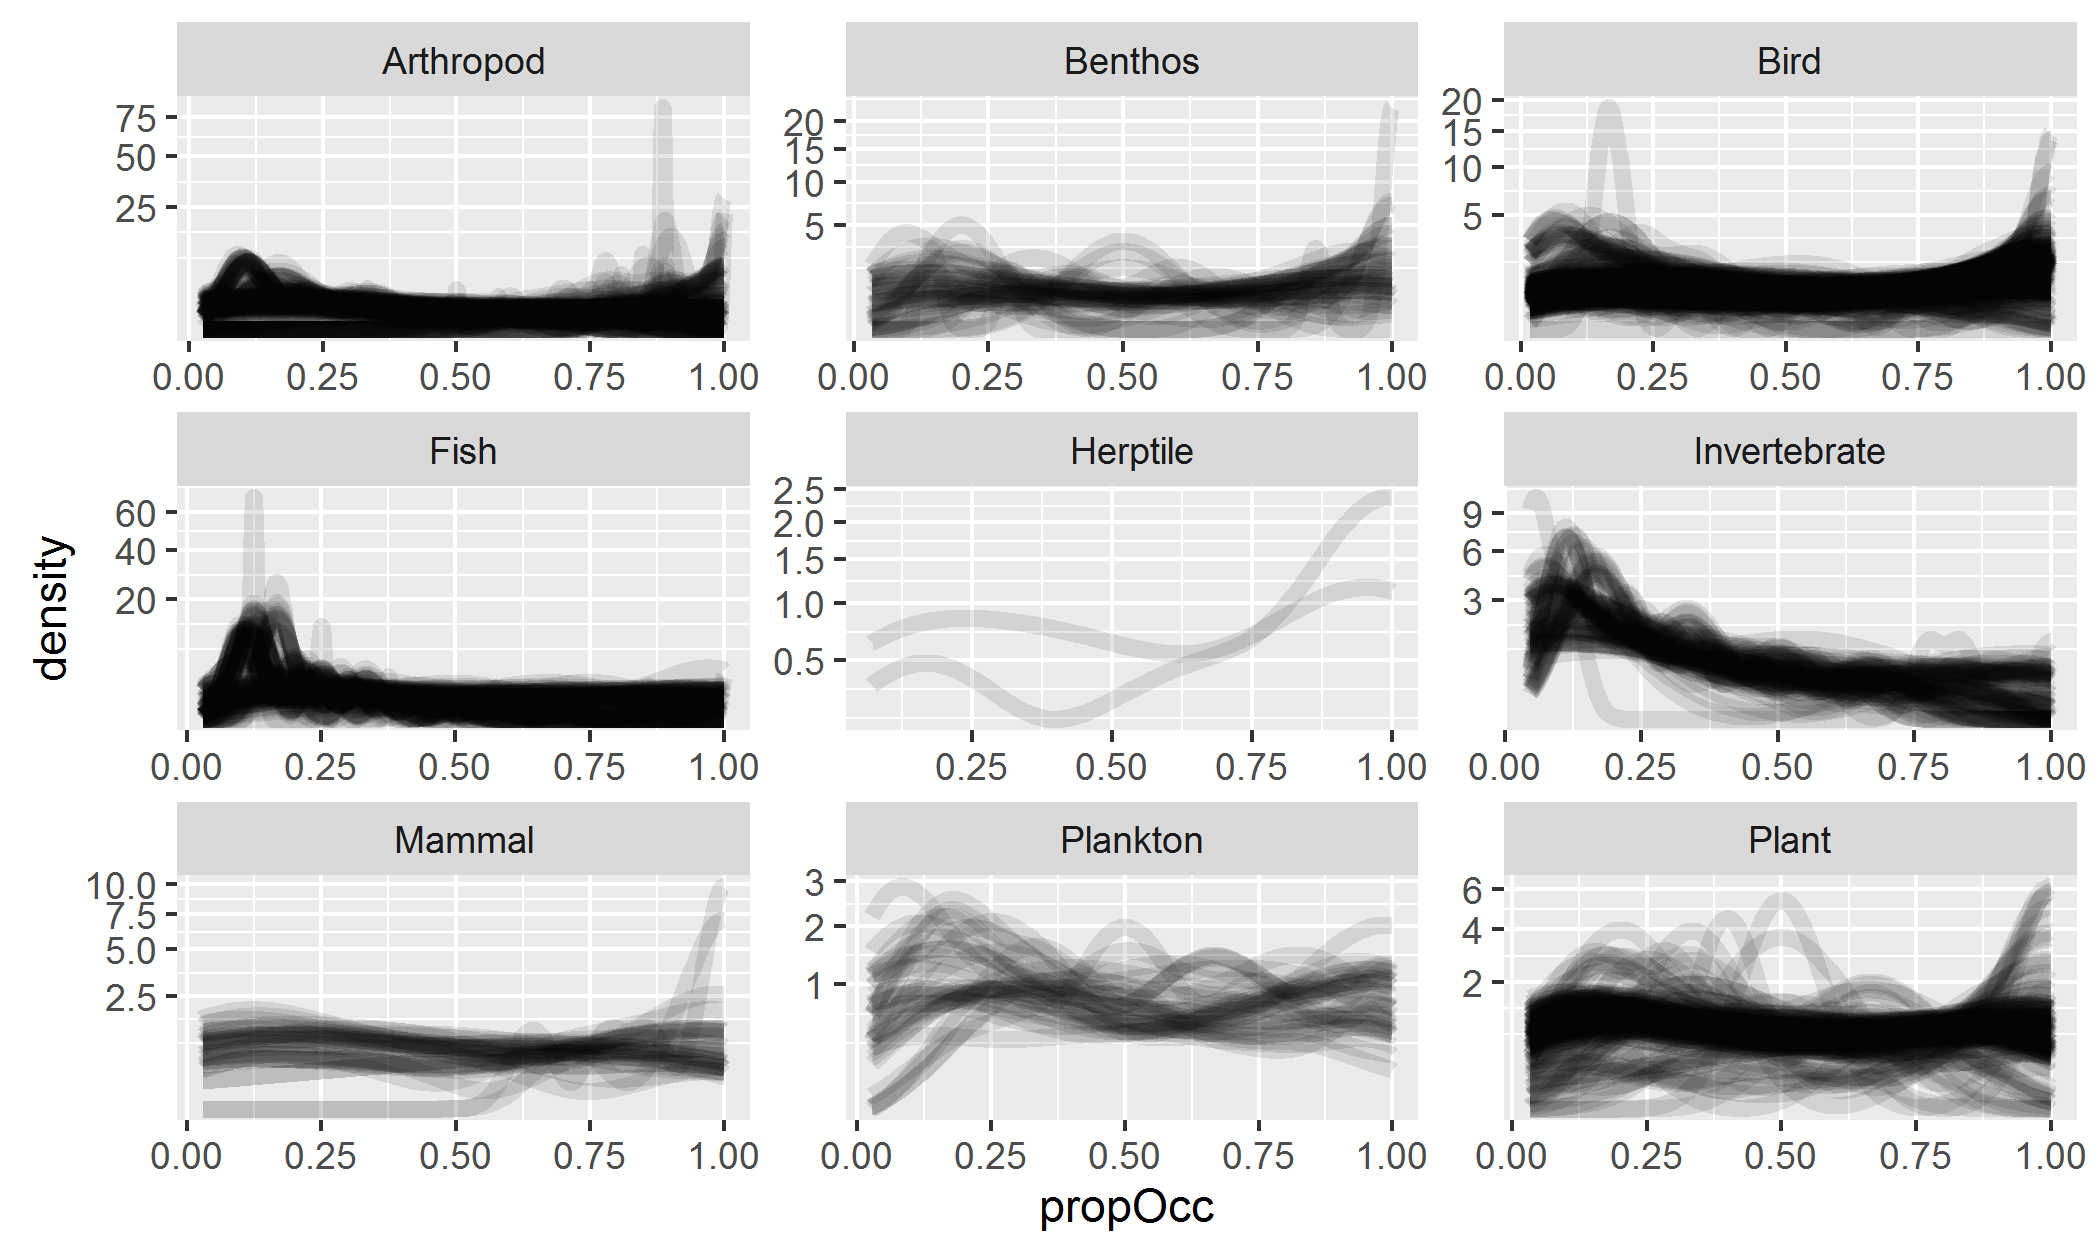 Arthropod Benthos Bird
75 50 25
20 15 10 5
20 15 10 5
0.00 0.25 0.50 0.75 1.00 0.00 0.25 0.50 0.75 1.00 0.00 0.25 0.50 0.75 1.00
Fish Herptile Invertebrate
60 40 20
2.5 2.0 1.5 1.0 0.5
9 6 3
0.00 0.25 0.50 0.75 1.00 0.25 0.50 0.75 1.00 0.00 0.25 0.50 0.75 1.00
density
Mammal Plankton Plant
10.0 7.5 5.0 2.5
3 2 1
6 4 2
0.00 0.25 0.50 0.75 1.00 0.00 0.25 0.50 0.75 1.00 0.00 0.25 0.50 0.75 1.00
propOcc